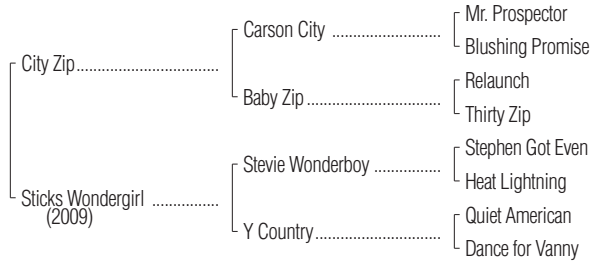 Mr. Prospector
Carson City ....................
Blushing Promise
City Zip..........................
Relaunch
Baby Zip .........................
Thirty Zip
Stephen Got Even
Stevie Wonderboy ............
Heat Lightning
Sticks Wondergirl ............
(2009)
Quiet American
Y Country.......................
Dance for Vanny